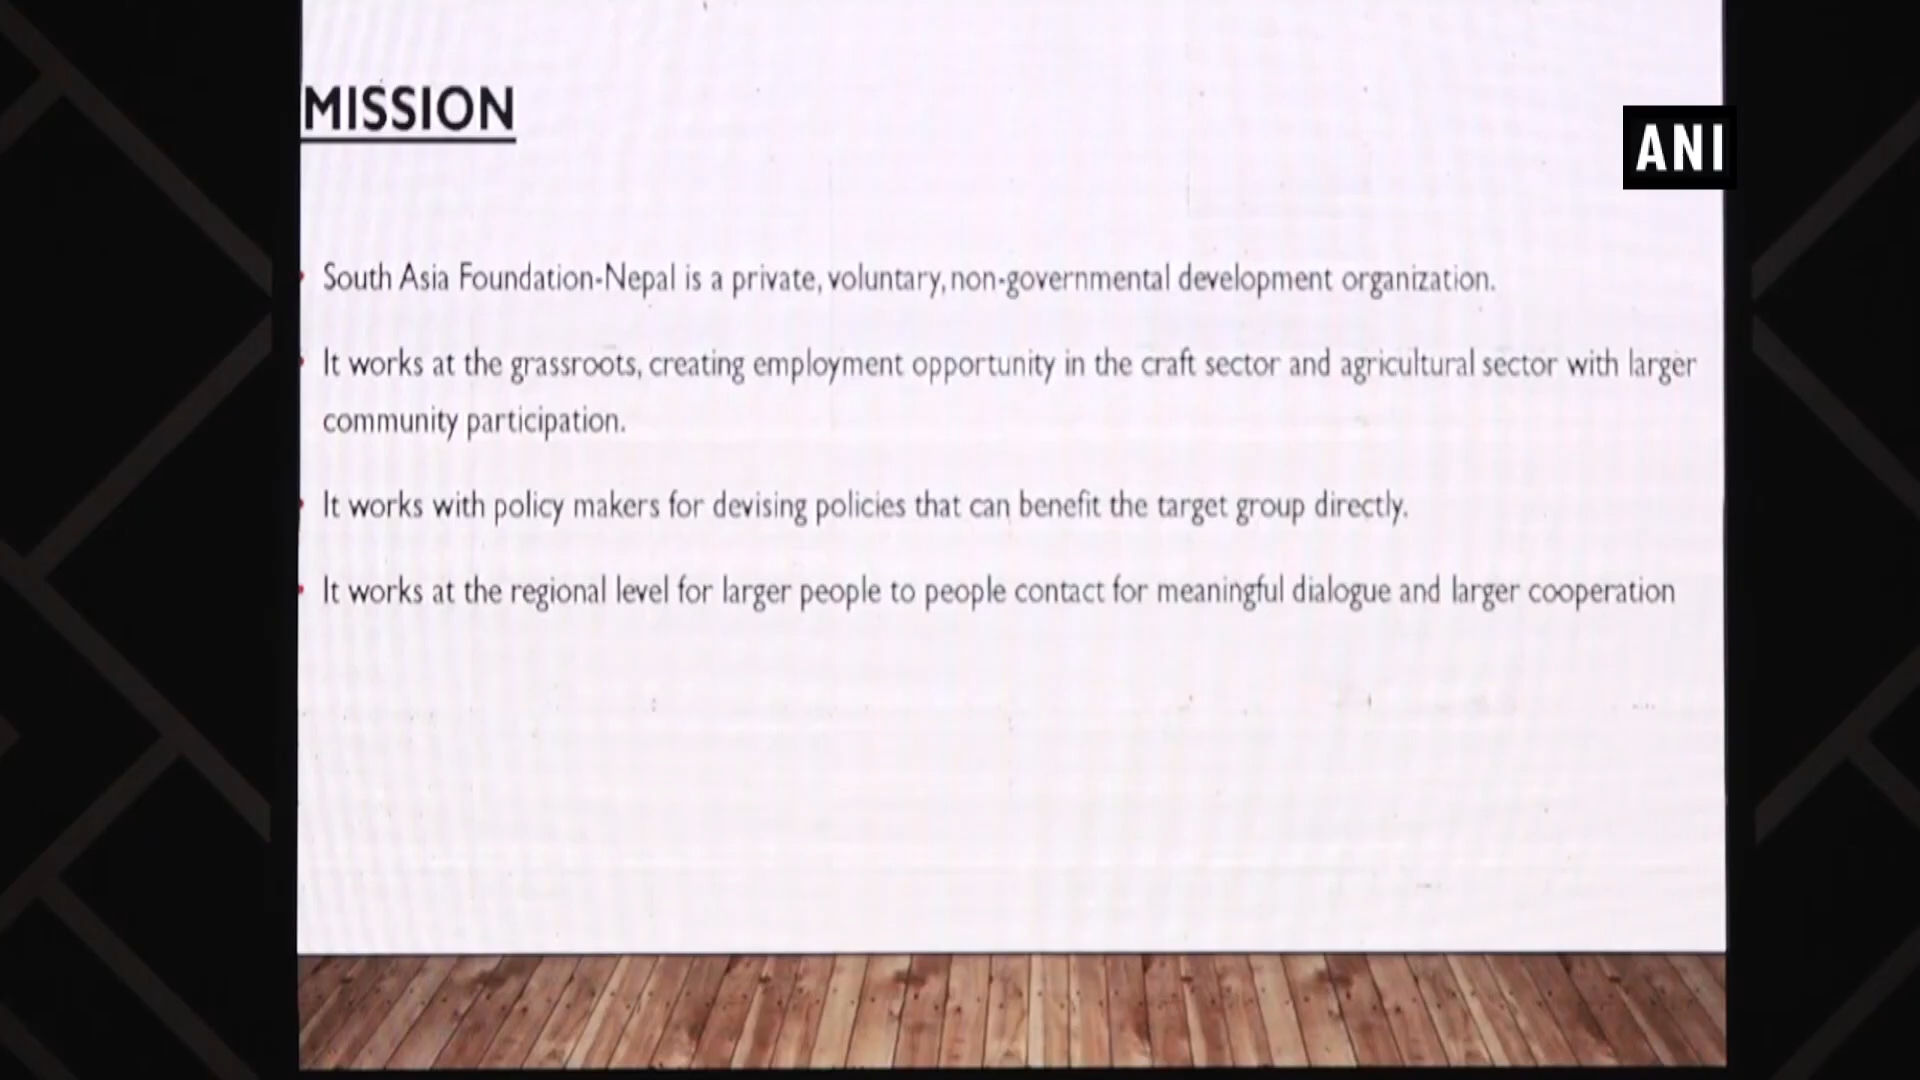 MISSION
ANI
South Asia Foundation-Nepal is a private, voluntary, non-governmental development organization.
It works at the grassroots, creating employment opportunity in the craft sector and agricultural sector with larger
community participation.
It works with policy makers for devising policies that can benefit the target group directly.
It works at the regional level for larger people to people contact for meaningful dialogue and larger cooperation